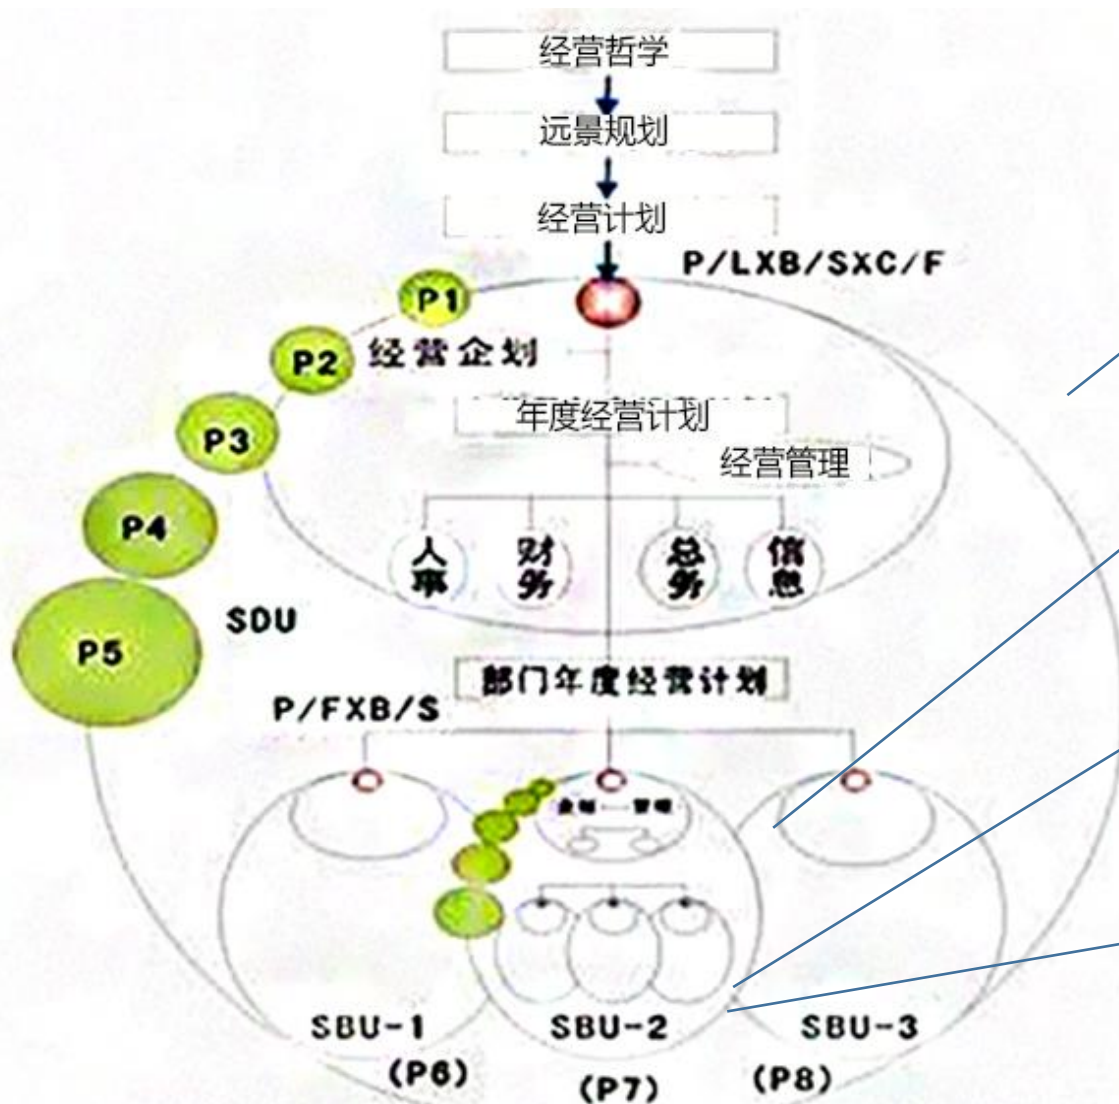 经营哲学
远景规划
经营计划
P/LXB/SXC/F
P1
P2
经营企划
P3
年度经营计划
经营管理
P4
人事
财务
总务
信息
SDU
P5
部门年度经营计划
P/FXB/S
SBU-1
SBU-2
SBU-3
(P6)
(P7)
(P8)